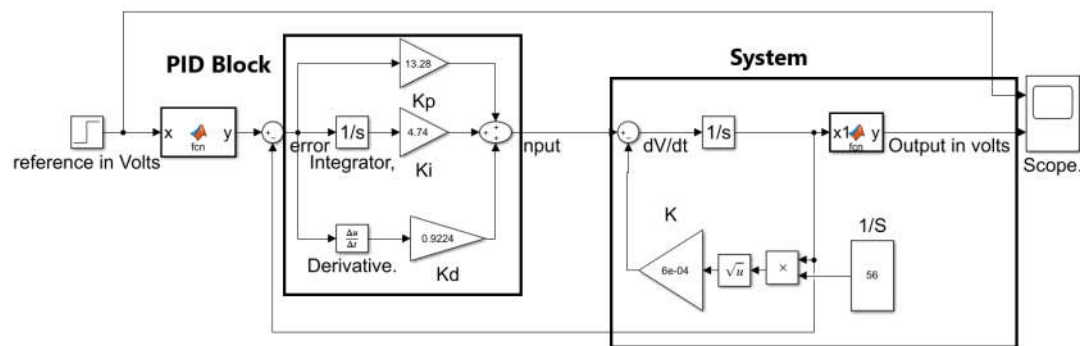 PID Block
System
13.28
Kp
x y
fcn
reference in Volts
+
−
error
1/s
Integrator,
4.74
Ki
+
+
+
nput
+
−
dV/dt
1/s
x1 y
fcn
Output in volts
Scope.
Δu
Δt
Derivative.
0.9224
Kd
K
6e-04
√u
×
1/S
56